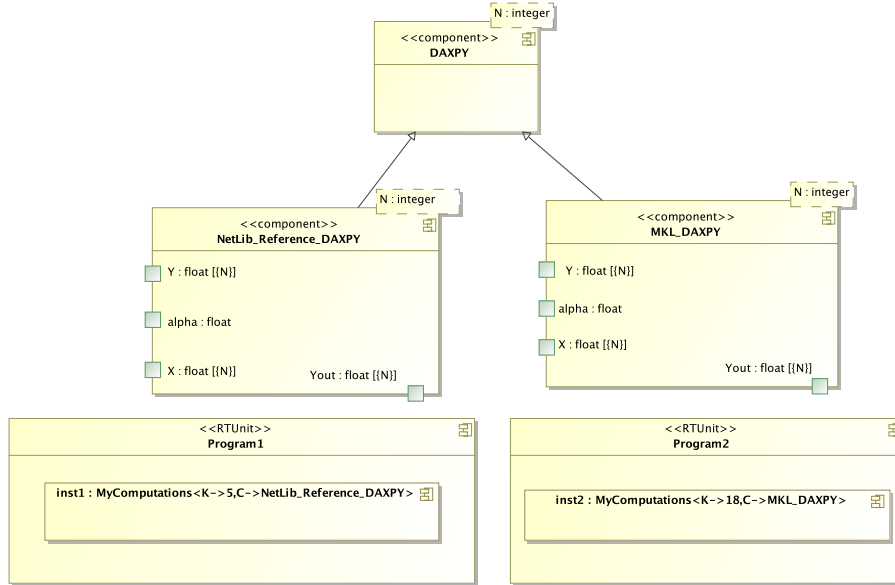 N : integer
<<component>>
DAXPY
N : integer
<<component>>
NetLib_Reference_DAXPY
Y : float [{N}]
alpha : float
X : float [{N}]
Yout : float [{N}]
N : integer
<<component>>
MKL_DAXPY
Y : float [{N}]
alpha : float
X : float [{N}]
Yout : float [{N}]
<<RTUnit>>
Program1
inst1 : MyComputations<K->5,C->NetLib_Reference_DAXPY>
<<RTUnit>>
Program2
inst2 : MyComputations<K->18,C->MKL_DAXPY>